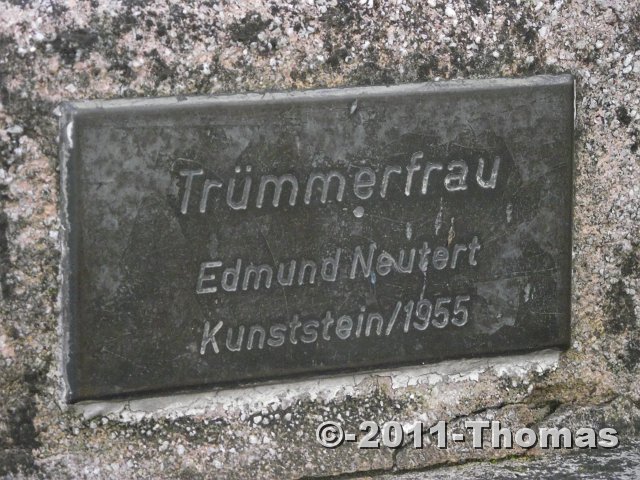 Trümmerfrau
Edmund Neutert
Kunststein/1955
©-2011-Thomas